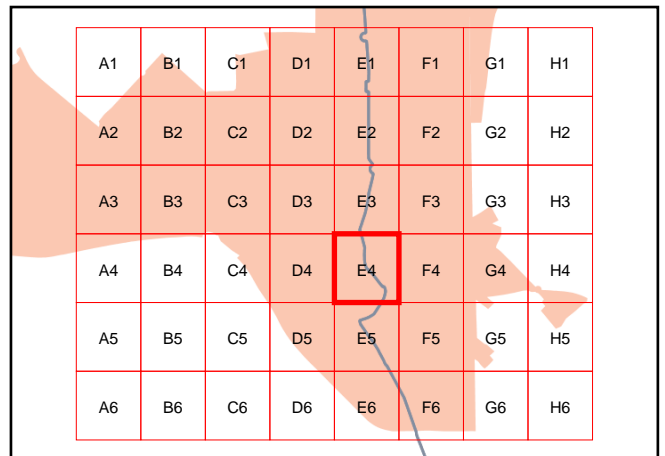 A1 B1 C1 D1 E1 F1 G1 H1
A2 B2 C2 D2 E2 F2 G2 H2
A3 B3 C3 D3 E3 F3 G3 H3
A4 B4 C4 D4 E4 F4 G4 H4
A5 B5 C5 D5 E5 F5 G5 H5
A6 B6 C6 D6 E6 F6 G6 H6